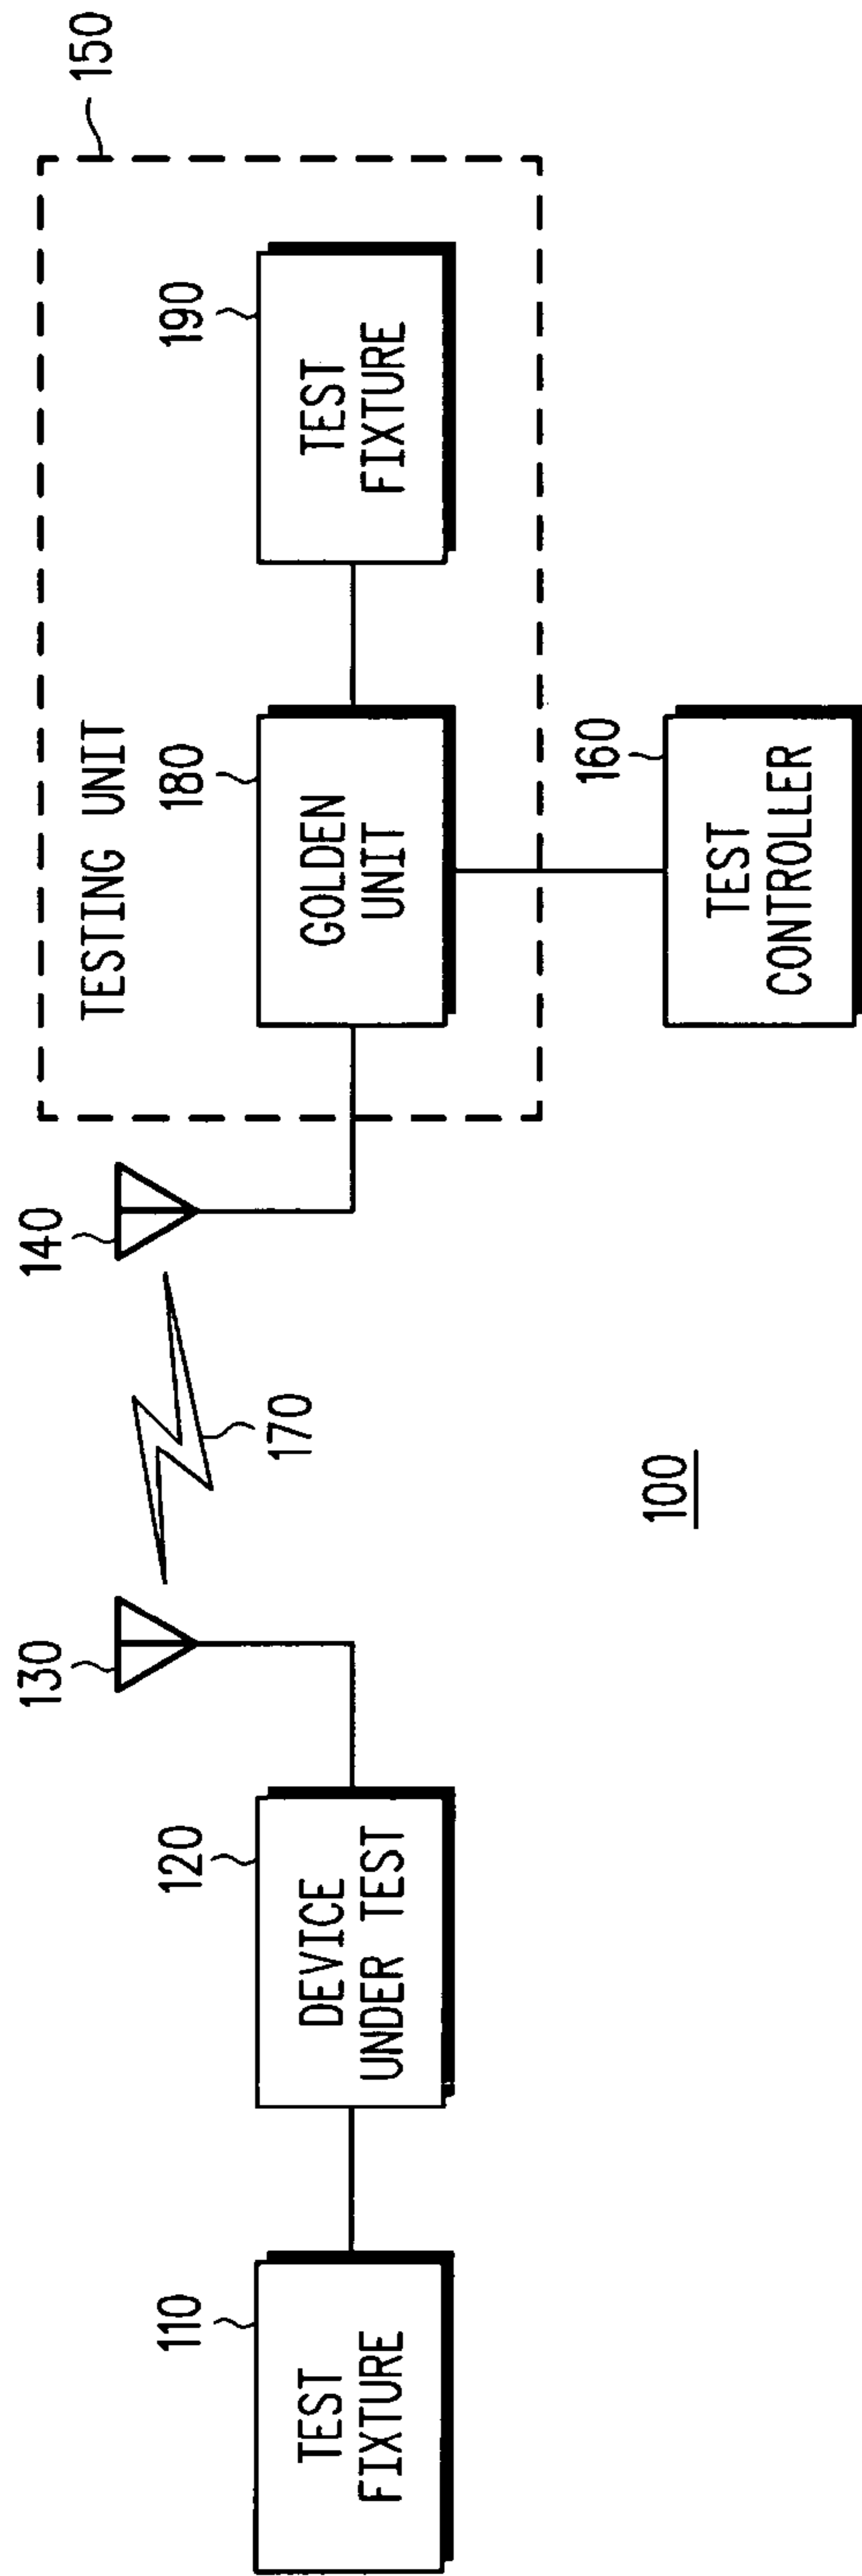 150
TESTING UNIT
140
130
170
190
TEST
FIXTURE
180
GOLDEN
UNIT
120
DEVICE
UNDER TEST
110
TEST
FIXTURE
160
TEST
CONTROLLER
100